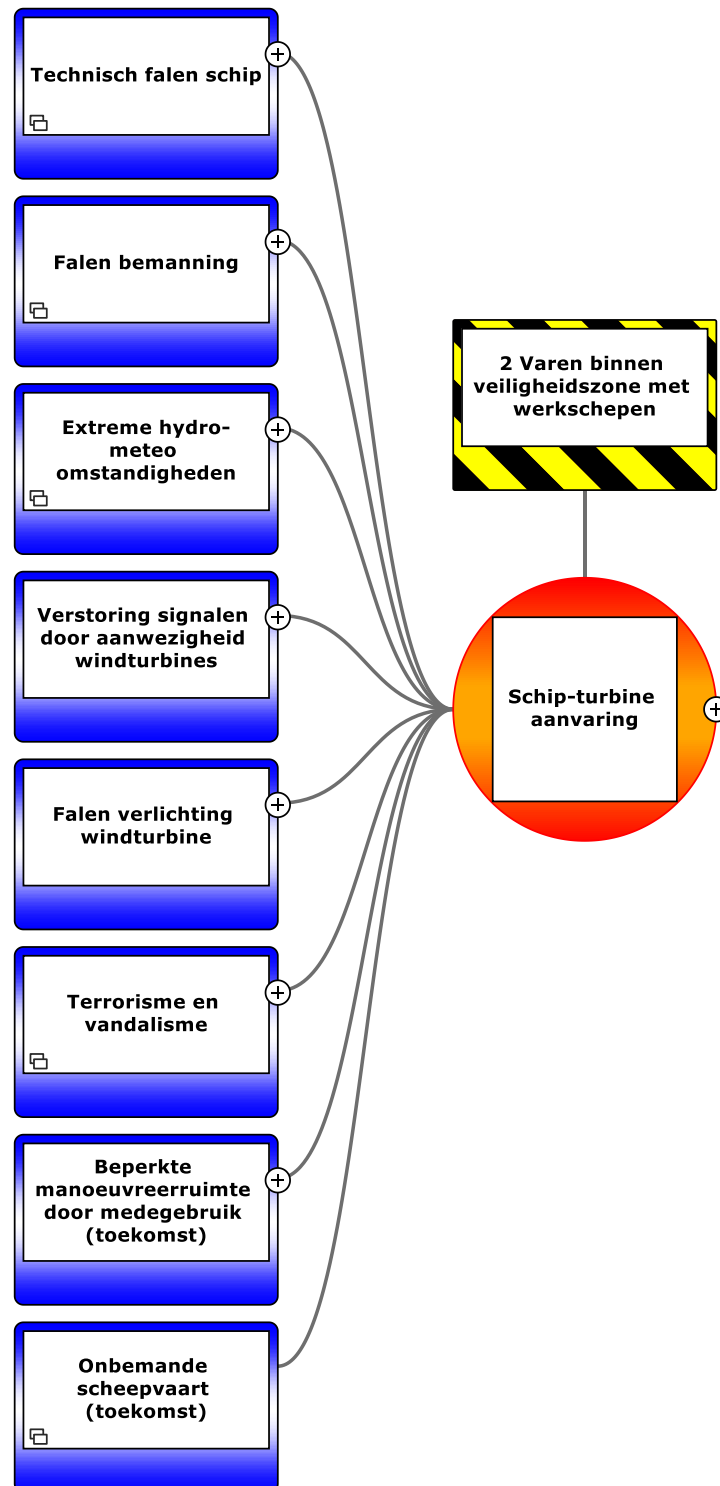 Technisch falen schip
Falen bemanning
Extreme hydro-
meteo
omstandigheden
Verstoring signalen
door aanwezigheid
windturbines
Falen verlichting
windturbine
Terrorisme en
vandalisme
Beperkte
manoeuvreerruimte
door medegebruik
(toekomst)
Onbemande
scheepvaart
(toekomst)
2 Varen binnen
veiligheidszone met
werkschepen
Schip-turbine
aanvaring